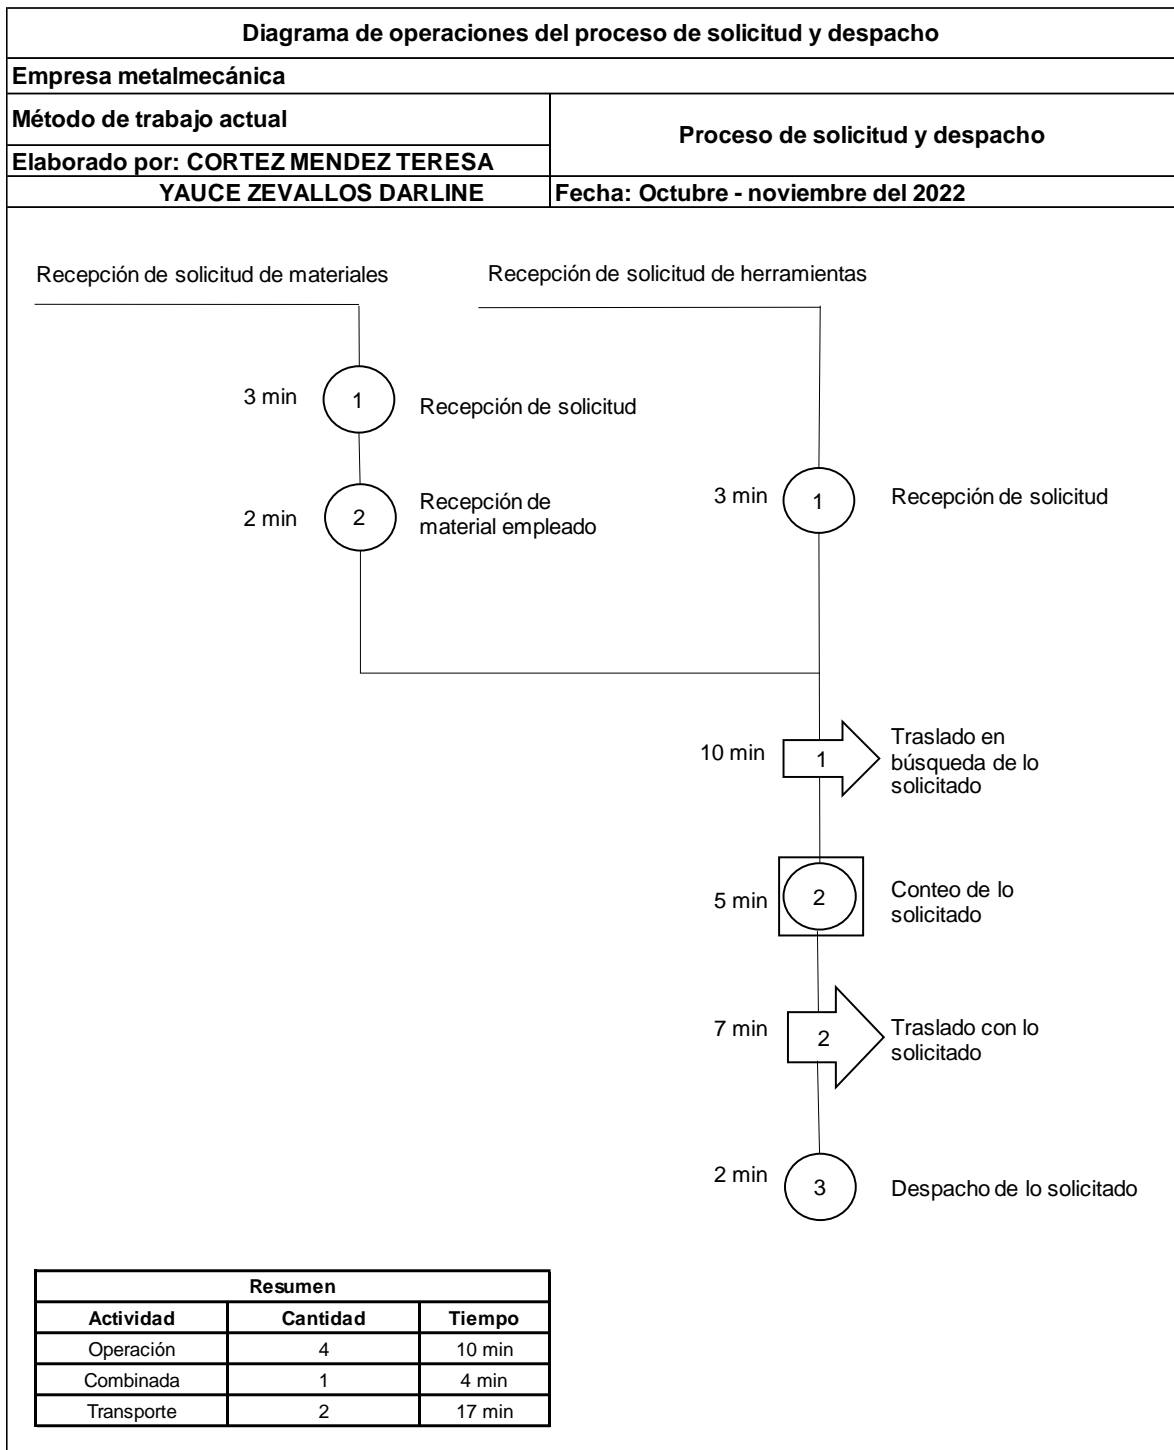 Diagrama de operaciones del proceso de solicitud y despacho
Empresa metalmecánica
Método de trabajo actual
Proceso de solicitud y despacho
Elaborado por: CORTEZ MENDEZ TERESA
YAUCE ZEVALLOS DARLINE
Fecha: Octubre - noviembre del 2022
Recepción de solicitud de materiales
Recepción de solicitud de herramientas
3 min
1
Recepción de solicitud
2 min
2
Recepción de
material empleado
3 min
1
Recepción de solicitud
10 min
1
Traslado en
búsqueda de lo
solicitado
5 min
2
Conteo de lo
solicitado
7 min
2
Traslado con lo
solicitado
2 min
3
Despacho de lo solicitado
Resumen
Actividad Cantidad Tiempo
Operación 4 10 min
Combinada 1 4 min
Transporte 2 17 min